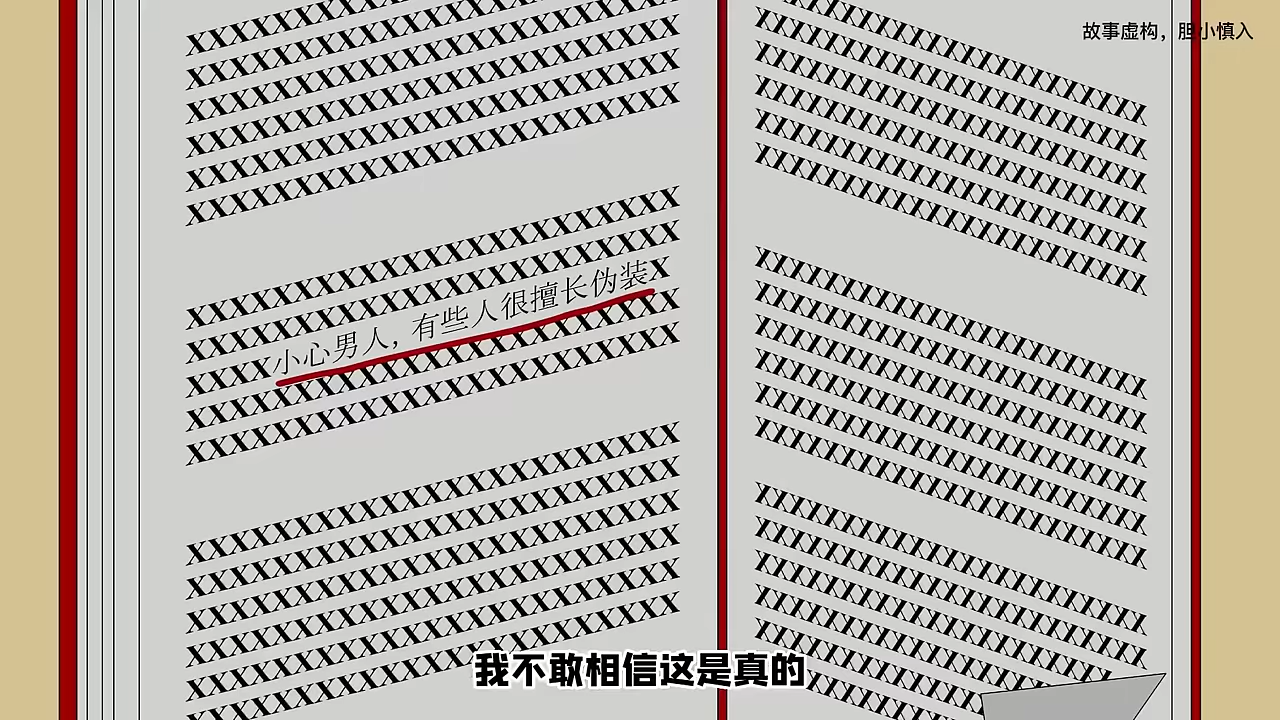 故事虚构，胆小慎入
小心男人，有些人很擅长伪装
我不敢相信这是真的